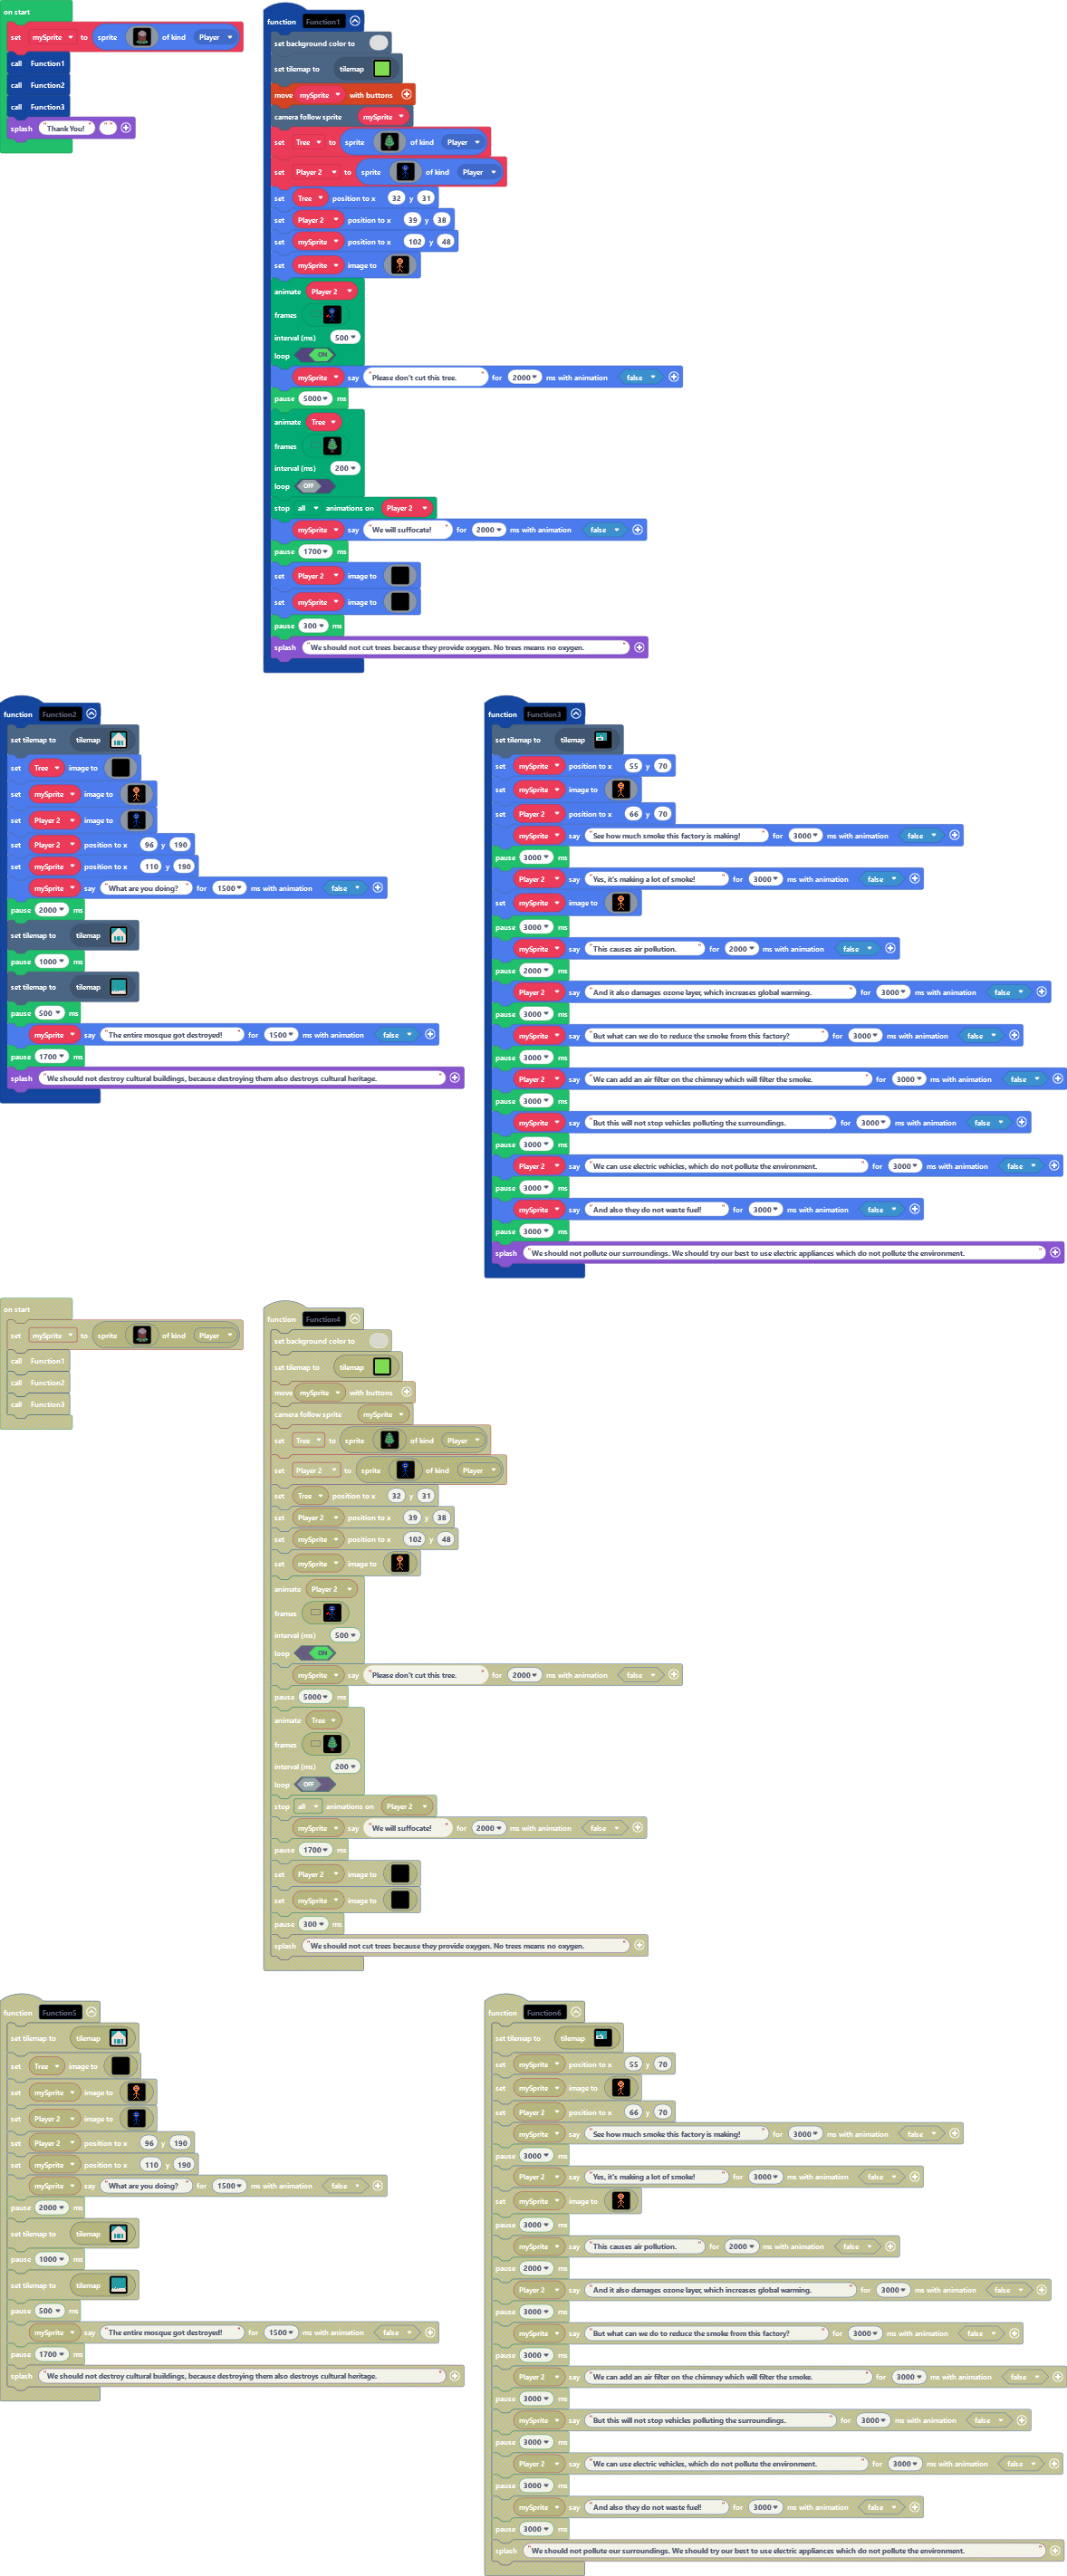 on start
set mySprite to sprite of kind Player
call Function1
call Function2
call Function3
splash "Thank You!" ""
function Function1
set background color to
set tilemap to tilemap
move mySprite with buttons
camera follow sprite mySprite
set Tree to sprite of kind Player
set Player 2 to sprite of kind Player
set Tree position to x 32 y 31
set Player 2 position to x 39 y 38
set mySprite position to x 102 y 48
set mySprite image to
animate Player 2
frames
interval (ms) 500
loop ON
mySprite say "Please don't cut this tree. " for 2000 ms with animation false
pause 5000 ms
animate Tree
frames
interval (ms) 200
loop OFF
stop all animations on Player 2
mySprite say "We will suffocate! " for 2000 ms with animation false
pause 1700 ms
set Player 2 image to
set mySprite image to
pause 300 ms
splash "We should not cut trees because they provide oxygen. No trees means no oxygen. "
function Function2
set tilemap to tilemap
set Tree image to
set mySprite image to
set Player 2 image to
set Player 2 position to x 96 y 190
set mySprite position to x 110 y 190
mySprite say "What are you doing? " for 1500 ms with animation false
pause 2000 ms
set tilemap to tilemap
pause 1000 ms
set tilemap to tilemap
pause 500 ms
mySprite say "The entire mosque got destroyed! " for 1500 ms with animation false
pause 1700 ms
splash "We should not destroy cultural buildings, because destroying them also destroys cultural heritage. "
function Function3
set tilemap to tilemap
set mySprite position to x 55 y 70
set mySprite image to
set Player 2 position to x 66 y 70
mySprite say "See how much smoke this factory is making! " for 3000 ms with animation false
pause 3000 ms
Player 2 say "Yes, it's making a lot of smoke! " for 3000 ms with animation false
set mySprite image to
pause 3000 ms
mySprite say "This causes air pollution. " for 2000 ms with animation false
pause 2000 ms
Player 2 say "And it also damages ozone layer, which increases global warming. " for 3000 ms with animation false
pause 3000 ms
mySprite say "But what can we do to reduce the smoke from this factory? " for 3000 ms with animation false
pause 3000 ms
Player 2 say "We can add an air filter on the chimney which will filter the smoke. " for 3000 ms with animation false
pause 3000 ms
mySprite say "But this will not stop vehicles polluting the surroundings. " for 3000 ms with animation false
pause 3000 ms
Player 2 say "We can use electric vehicles, which do not pollute the environment. " for 3000 ms with animation false
pause 3000 ms
mySprite say "And also they do not waste fuel! " for 3000 ms with animation false
pause 3000 ms
splash "We should not pollute our surroundings. We should try our best to use electric appliances which do not pollute the environment. "
on start
set mySprite to sprite of kind Player
call Function1
call Function2
call Function3
function Function4
set background color to
set tilemap to tilemap
move mySprite with buttons
camera follow sprite mySprite
set Tree to sprite of kind Player
set Player 2 to sprite of kind Player
set Tree position to x 32 y 31
set Player 2 position to x 39 y 38
set mySprite position to x 102 y 48
set mySprite image to
animate Player 2
frames
interval (ms) 500
loop ON
mySprite say "Please don't cut this tree. " for 2000 ms with animation false
pause 5000 ms
animate Tree
frames
interval (ms) 200
loop OFF
stop all animations on Player 2
mySprite say "We will suffocate! " for 2000 ms with animation false
pause 1700 ms
set Player 2 image to
set mySprite image to
pause 300 ms
splash "We should not cut trees because they provide oxygen. No trees means no oxygen. "
function Function5
set tilemap to tilemap
set Tree image to
set mySprite image to
set Player 2 image to
set Player 2 position to x 96 y 190
set mySprite position to x 110 y 190
mySprite say "What are you doing? " for 1500 ms with animation false
pause 2000 ms
set tilemap to tilemap
pause 1000 ms
set tilemap to tilemap
pause 500 ms
mySprite say "The entire mosque got destroyed! " for 1500 ms with animation false
pause 1700 ms
splash "We should not destroy cultural buildings, because destroying them also destroys cultural heritage. "
function Function6
set tilemap to tilemap
set mySprite position to x 55 y 70
set mySprite image to
set Player 2 position to x 66 y 70
mySprite say "See how much smoke this factory is making! " for 3000 ms with animation false
pause 3000 ms
Player 2 say "Yes, it's making a lot of smoke! " for 3000 ms with animation false
set mySprite image to
pause 3000 ms
mySprite say "This causes air pollution. " for 2000 ms with animation false
pause 2000 ms
Player 2 say "And it also damages ozone layer, which increases global warming. " for 3000 ms with animation false
pause 3000 ms
mySprite say "But what can we do to reduce the smoke from this factory? " for 3000 ms with animation false
pause 3000 ms
Player 2 say "We can add an air filter on the chimney which will filter the smoke. " for 3000 ms with animation false
pause 3000 ms
mySprite say "But this will not stop vehicles polluting the surroundings. " for 3000 ms with animation false
pause 3000 ms
Player 2 say "We can use electric vehicles, which do not pollute the environment. " for 3000 ms with animation false
pause 3000 ms
mySprite say "And also they do not waste fuel! " for 3000 ms with animation false
pause 3000 ms
splash "We should not pollute our surroundings. We should try our best to use electric appliances which do not pollute the environment. "